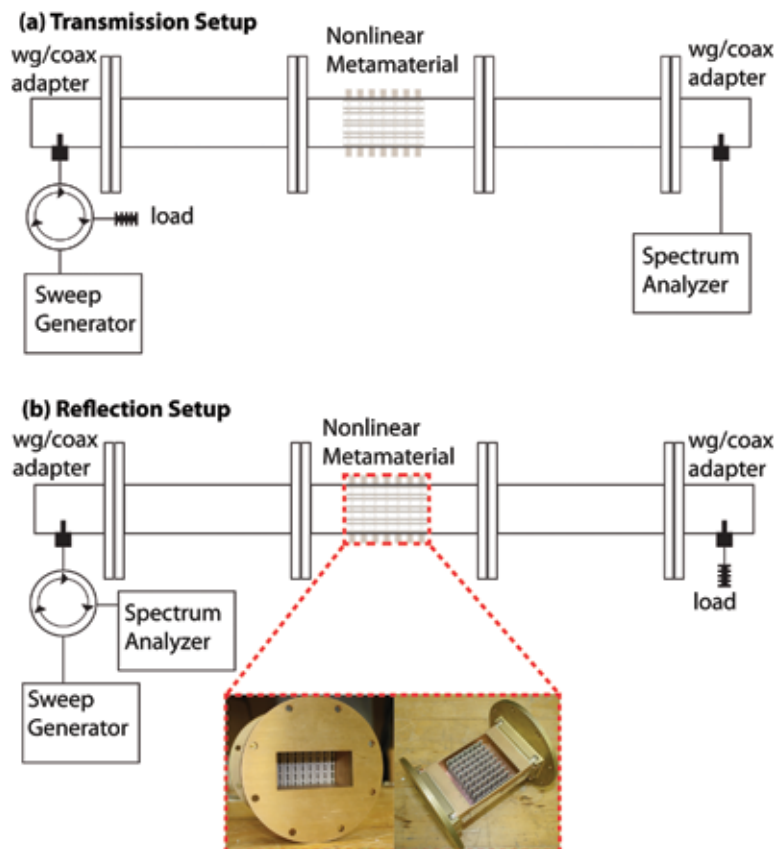 (a) Transmission Setup
wg/coax
adapter
Nonlinear
Metamaterial
wg/coax
adapter
load
Sweep
Generator
Spectrum
Analyzer
(b) Reflection Setup
wg/coax
adapter
Nonlinear
Metamaterial
wg/coax
adapter
Spectrum
Analyzer
load
Sweep
Generator